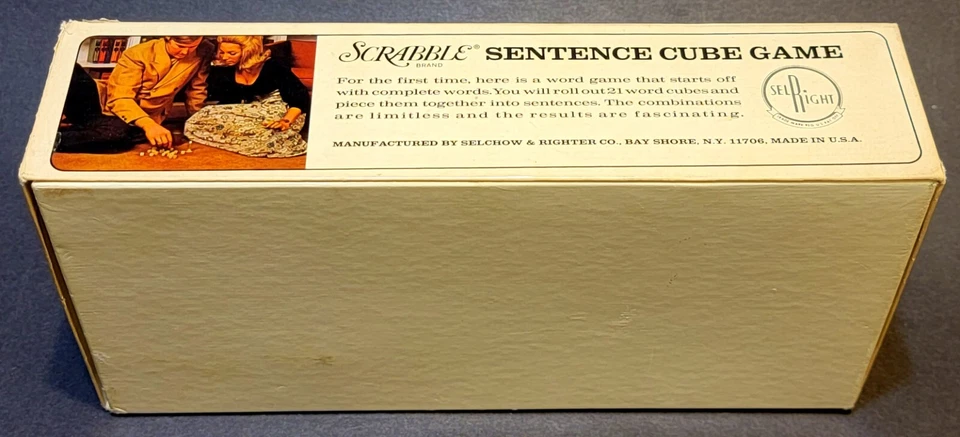 SCRABBLE® SENTENCE CUBE GAME
BRAND
For the first time, here is a word game that starts off
with complete words. You will roll out 21 word cubes and
piece them together into sentences. The combinations
are limitless and the results are fascinating.
MANUFACTURED BY SELCHOW & RIGHTER CO., BAY SHORE, N.Y. 11706, MADE IN U.S.A.
SELRIGHT